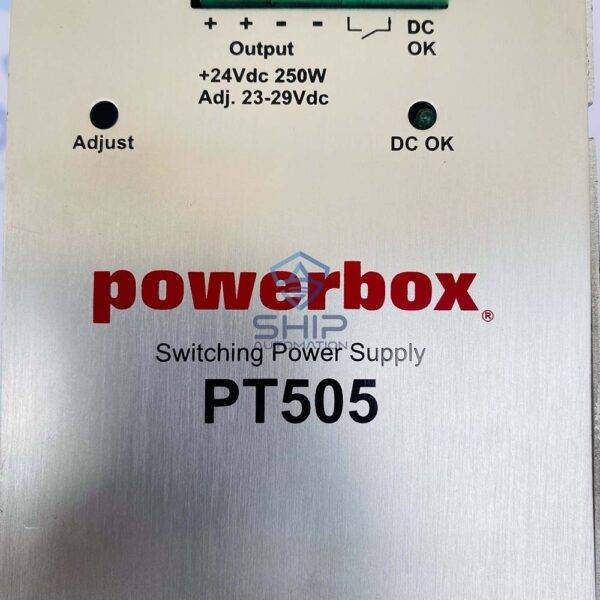 + + - - DC
Output OK
+24Vdc 250W
Adj. 23-29Vdc
Adjust
DC OK
powerbox®
SHIP
AUTOMATION
Switching Power Supply
PT505